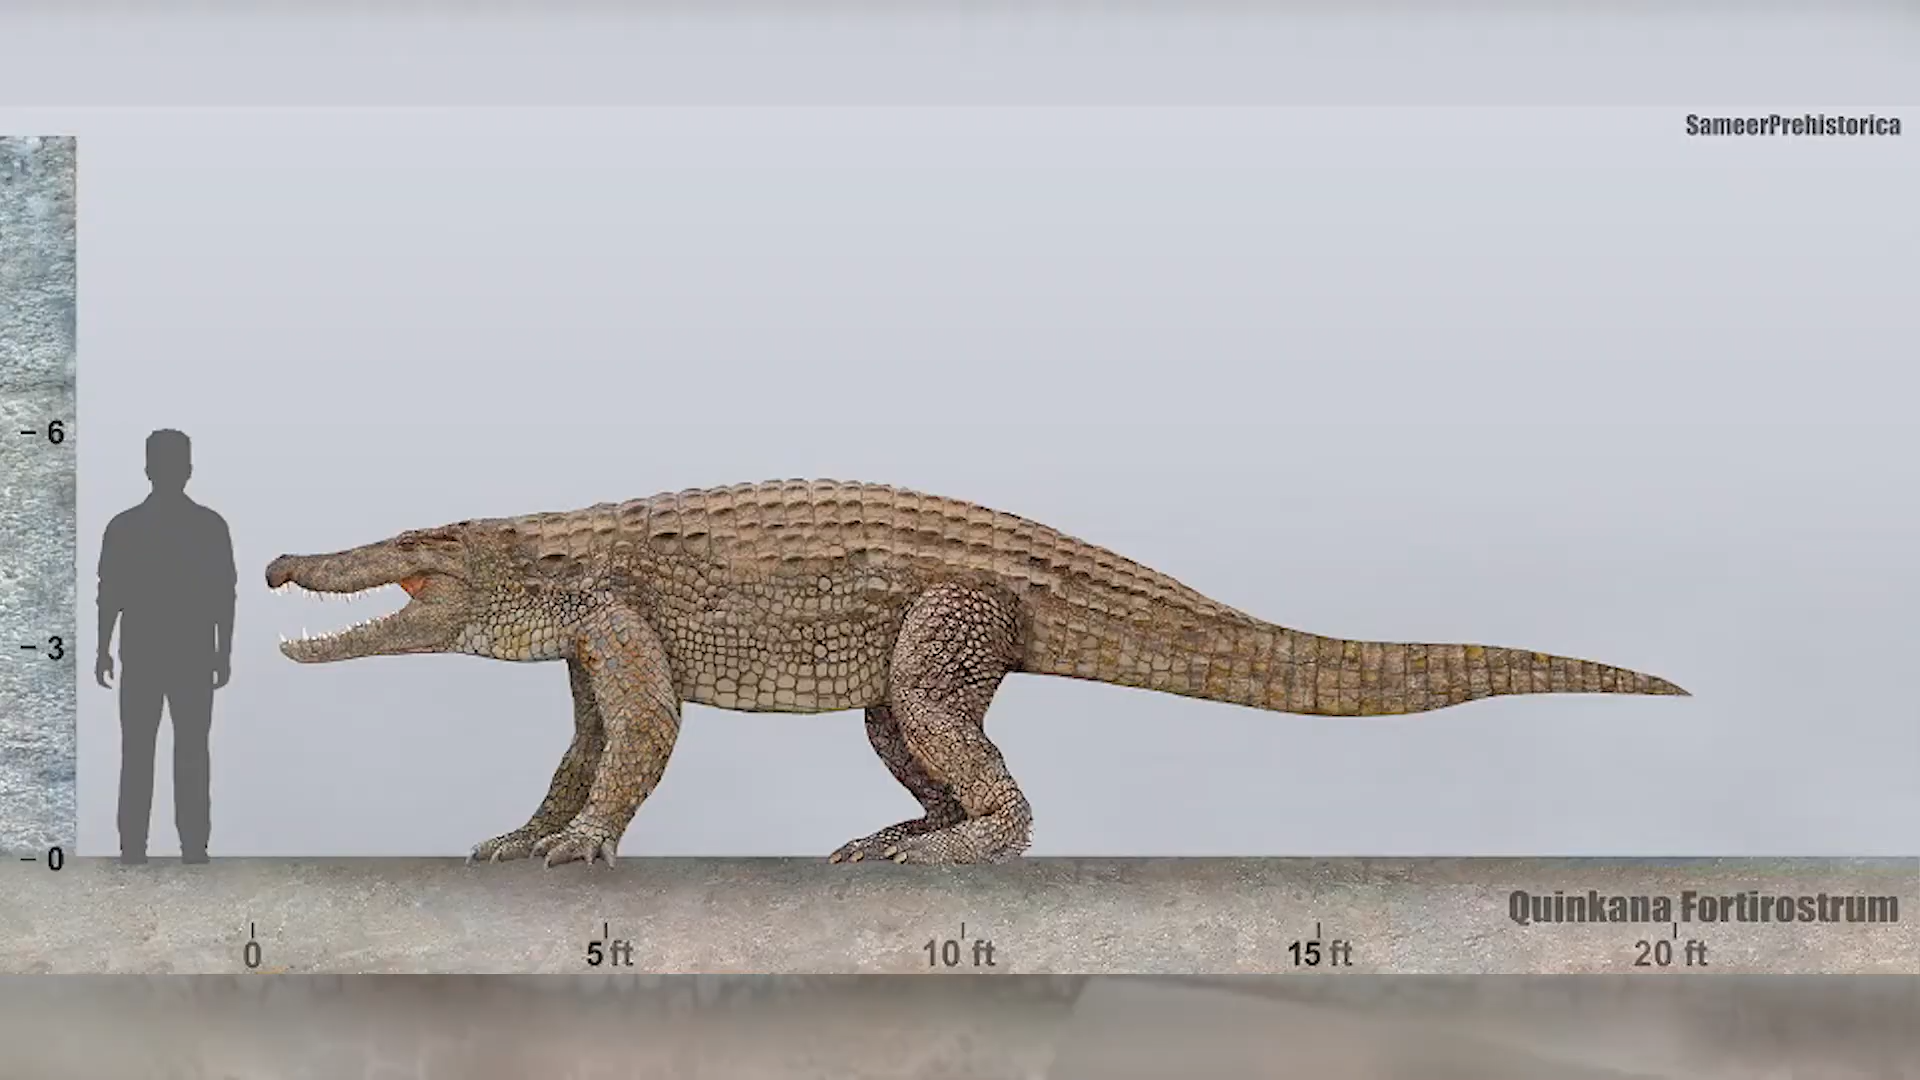 SameerPrehistorica
- 6
- 3
- 0
Quinkana Fortirostrum
0 5 ft 10 ft 15 ft 20 ft